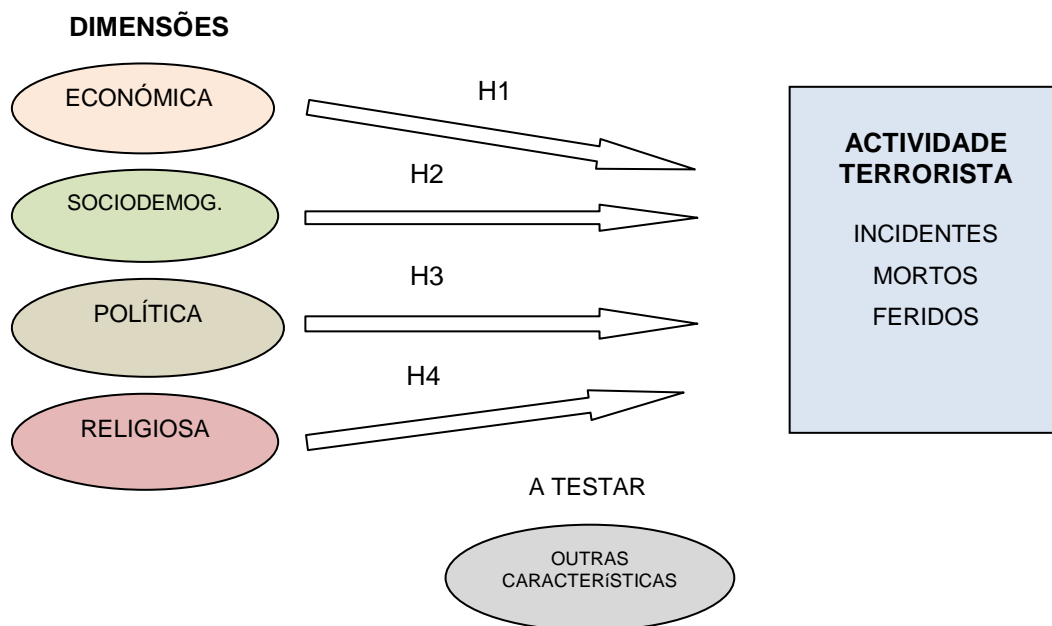 DIMENSÕES
ECONÓMICA
H1
SOCIODEMOG.
H2
POLÍTICA
H3
RELIGIOSA
H4
ACTIVIDADE
TERRORISTA
INCIDENTES
MORTOS
FERIDOS
A TESTAR
OUTRAS
CARACTERíSTICAS